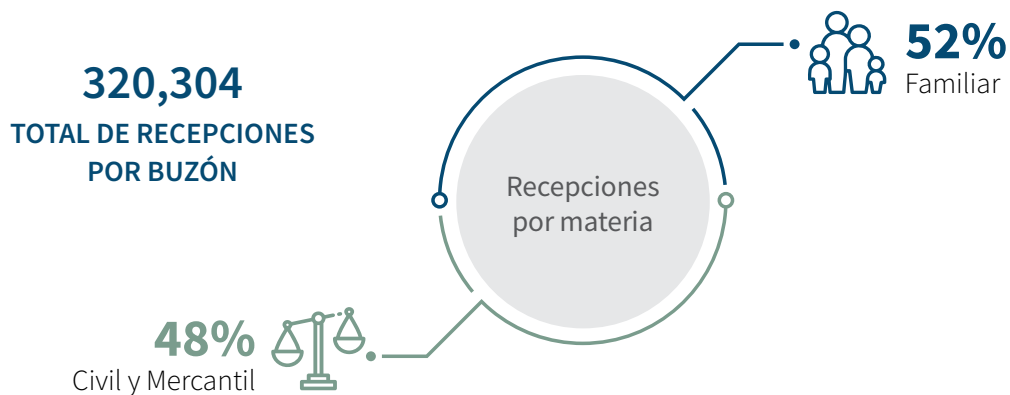 320,304
TOTAL DE RECEPCIONES
POR BUZÓN
52%
Familiar
Recepciones
por materia
48%
Civil y Mercantil